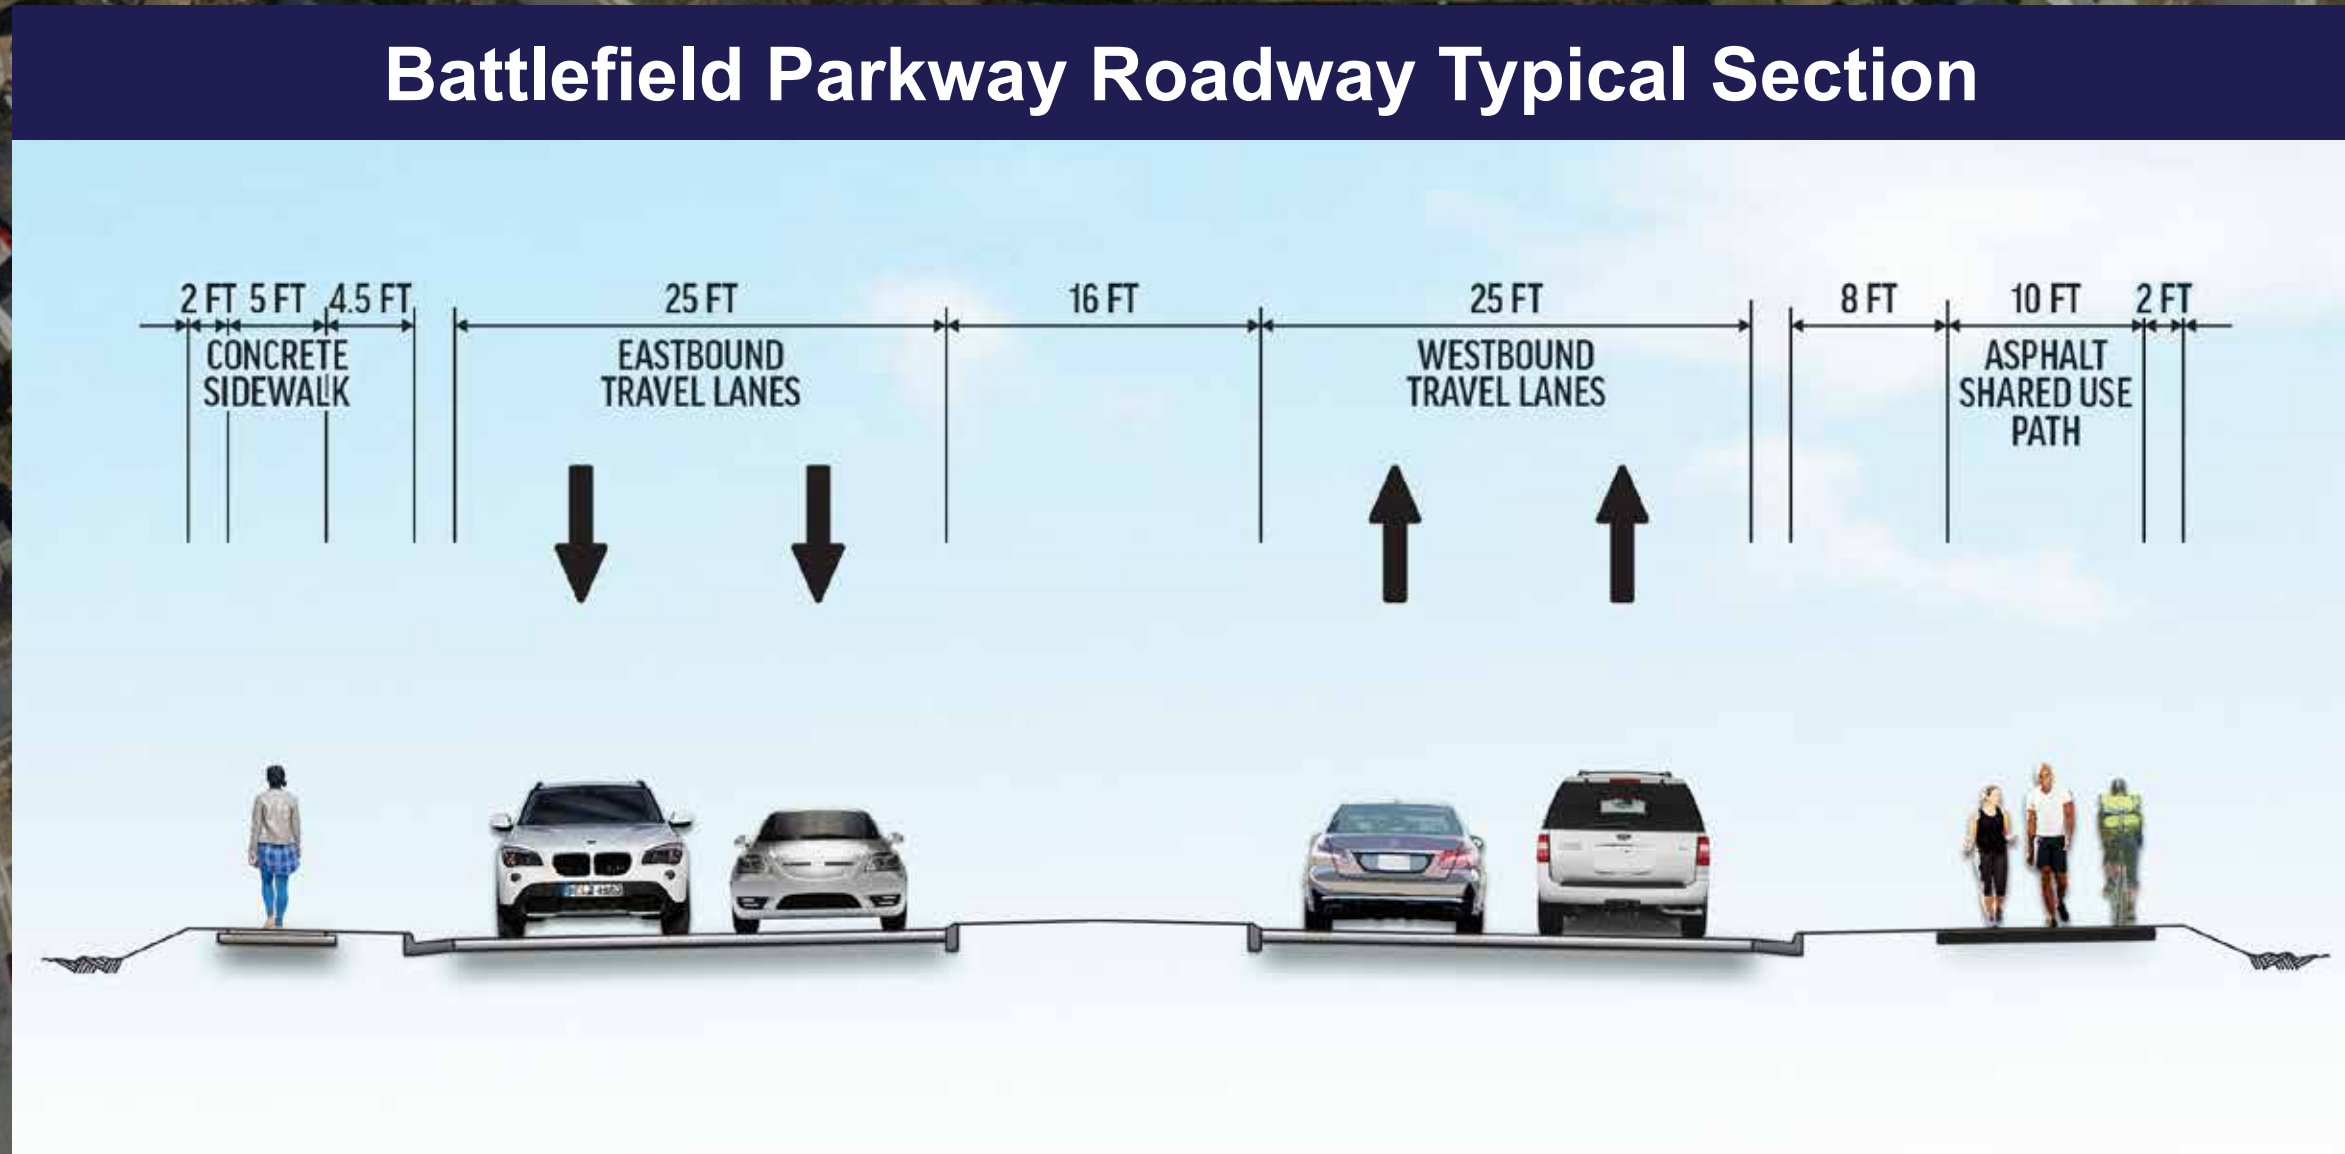 Battlefield Parkway Roadway Typical Section
2 FT 5 FT 4.5 FT 25 FT 16 FT 25 FT 8 FT 10 FT 2 FT
CONCRETE
SIDEWALK
EASTBOUND
TRAVEL LANES
WESTBOUND
TRAVEL LANES
ASPHALT
SHARED USE
PATH